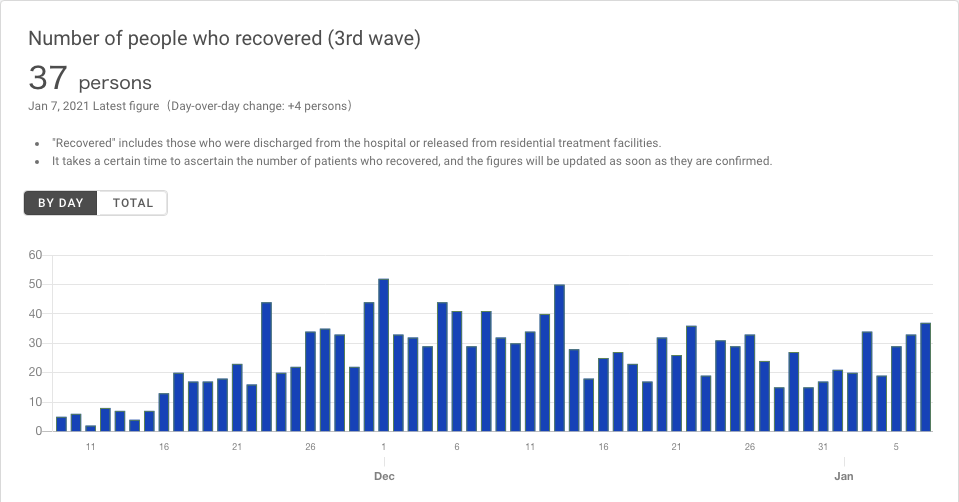 Number of people who recovered (3rd wave)
37 persons
Jan 7, 2021 Latest figure (Day-over-day change: +4 persons)
• "Recovered" includes those who were discharged from the hospital or released from residential treatment facilities.
• It takes a certain time to ascertain the number of patients who recovered, and the figures will be updated as soon as they are confirmed.
BY DAY TOTAL
60
50
40
30
20
10
0
11 16 21 26 1 6 11 16 21 26 31 5
Dec Jan